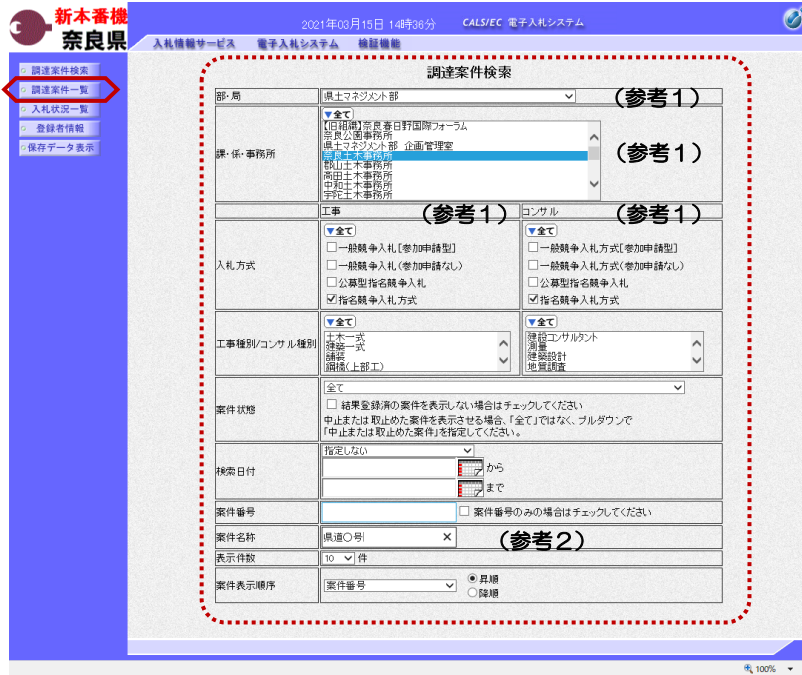 新本番機
奈良県
2021年03月15日 14時36分 CALS/EC 電子入札システム
入札情報サービス 電子入札システム 検証機能
調達案件検索
調達案件一覧
入札状況一覧
登録者情報
保存データ表示
調達案件検索
部・局 県土マネジメント部 (参考1)
課・係・事務所
▼全て
【旧組織】奈良春日野国際フォーラム
奈良公園事務所
県土マネジメント部 企画管理室
奈良土木事務所
郡山土木事務所
高田土木事務所
中和土木事務所
宇陀土木事務所
(参考1)
工事 (参考1) コンサル (参考1)
入札方式
▼全て
一般競争入札[参加申請型]
一般競争入札(参加申請なし)
公募型指名競争入札
指名競争入札方式
▼全て
一般競争入札方式[参加申請型]
一般競争入札方式(参加申請なし)
公募型指名競争入札
指名競争入札方式
工事種別/コンサル種別
▼全て
土木一式
建築一式
舗装
鋼橋(上部工)
▼全て
建設コンサルタント
測量
建築設計
地質調査
案件状態
全て
結果登録済の案件を表示しない場合はチェックしてください
中止または取止めた案件を表示させる場合、「全て」ではなく、プルダウンで
「中止または取止めた案件」を指定してください。
検索日付
指定しない
から
まで
案件番号 案件番号のみの場合はチェックしてください
案件名称 県道〇号 × (参考2)
表示件数 10 件
案件表示順序 案件番号
昇順
降順
100%